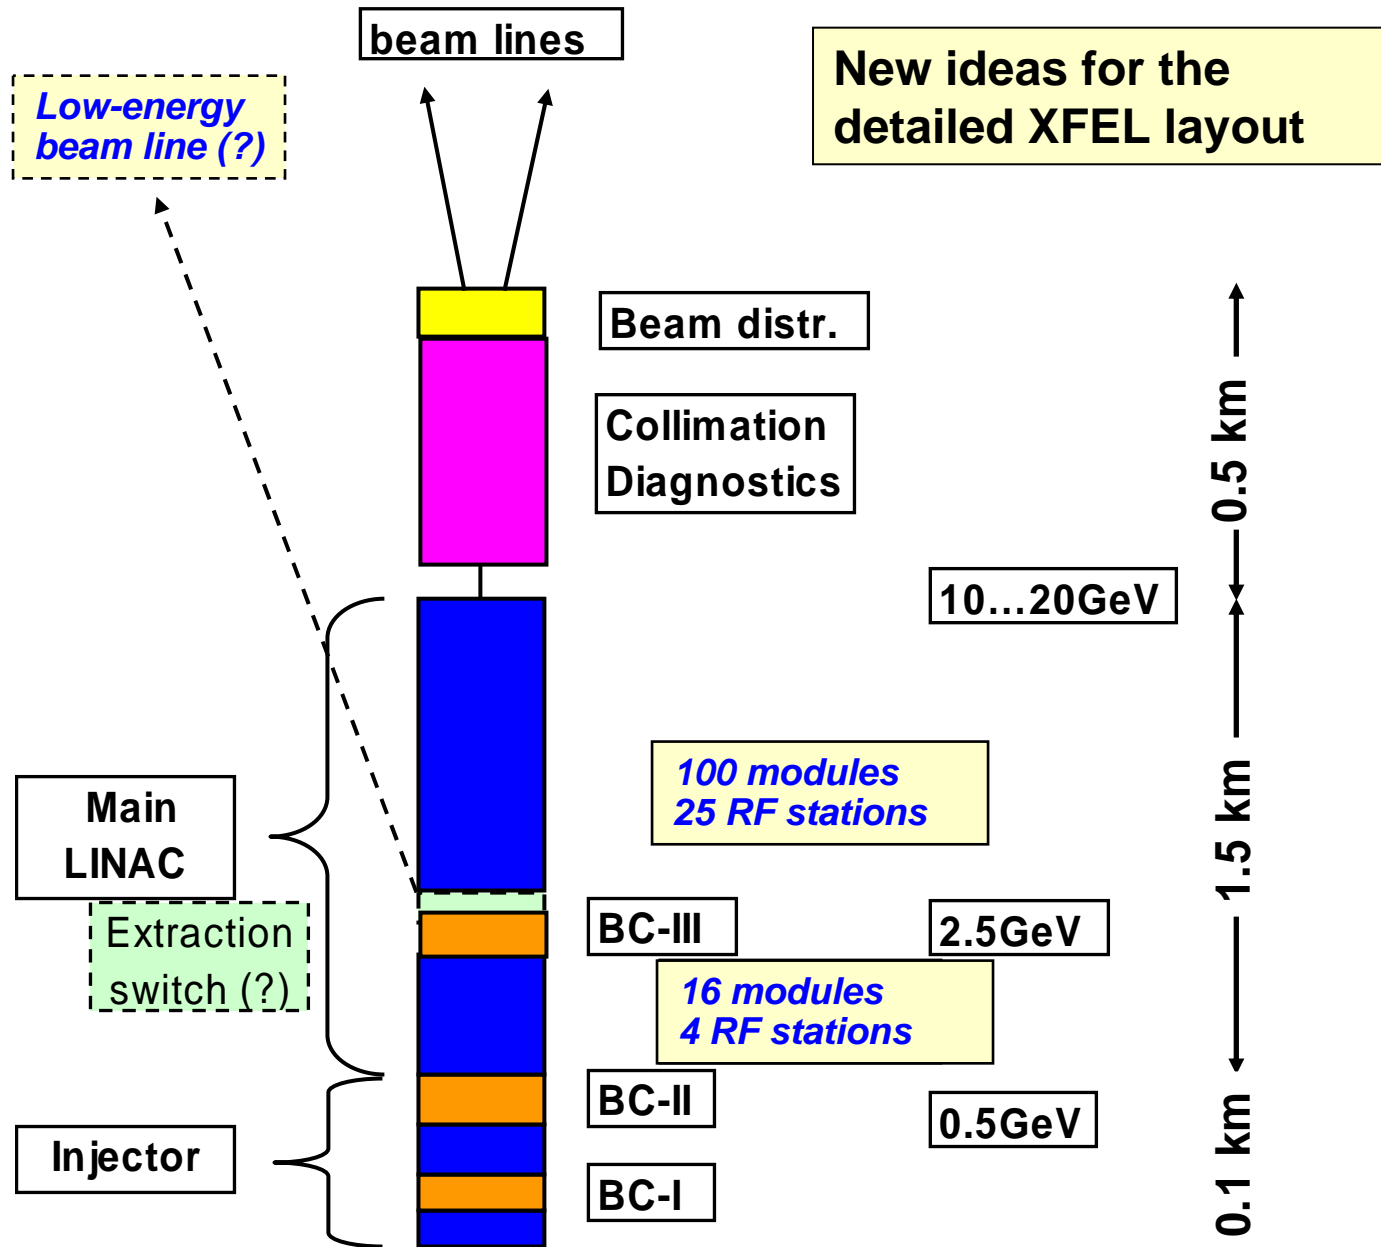 beam lines
New ideas for the
detailed XFEL layout
Low-energy
beam line (?)
Beam distr.
Collimation
Diagnostics
0.5 km
10...20GeV
100 modules
25 RF stations
Main
LINAC
1.5 km
Extraction
switch (?)
BC-III
2.5GeV
16 modules
4 RF stations
BC-II
0.5GeV
Injector
BC-I
0.1 km